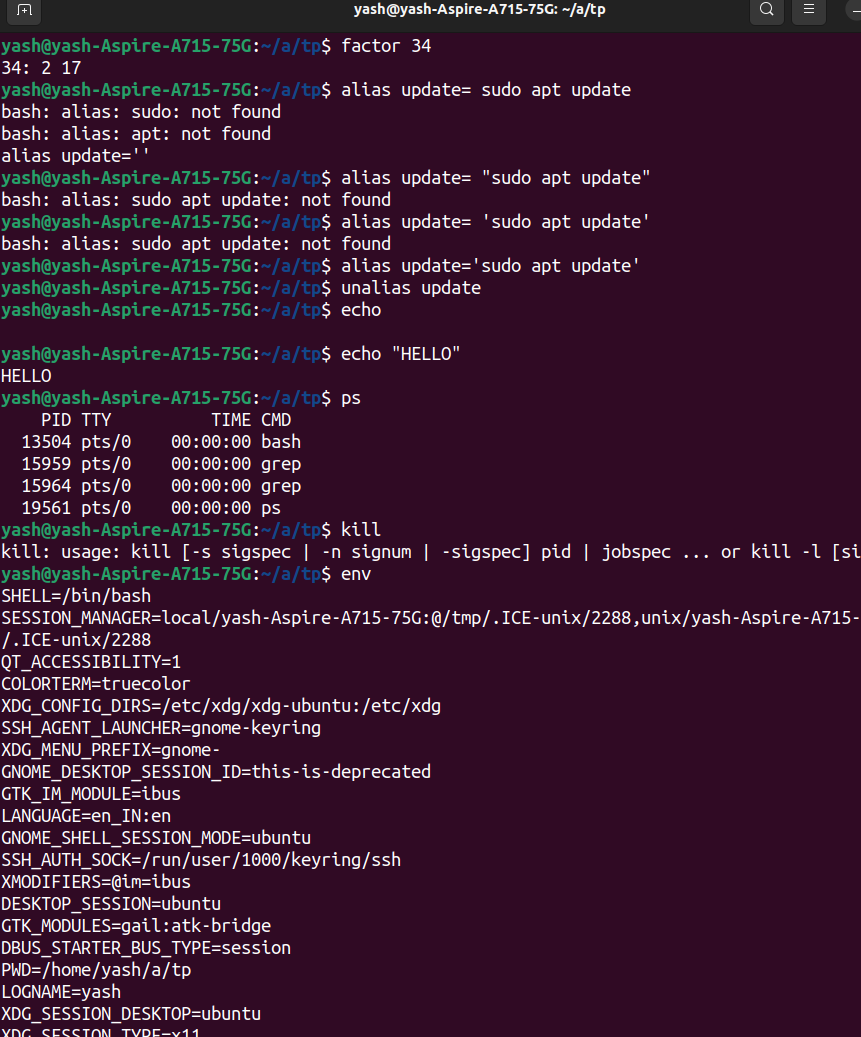 yash@yash-Aspire-A715-75G: ~/a/tp
yash@yash-Aspire-A715-75G:~/a/tp$ factor 34
34: 2 17
yash@yash-Aspire-A715-75G:~/a/tp$ alias update= sudo apt update
bash: alias: sudo: not found
bash: alias: apt: not found
alias update=''
yash@yash-Aspire-A715-75G:~/a/tp$ alias update= "sudo apt update"
bash: alias: sudo apt update: not found
yash@yash-Aspire-A715-75G:~/a/tp$ alias update= 'sudo apt update'
bash: alias: sudo apt update: not found
yash@yash-Aspire-A715-75G:~/a/tp$ alias update='sudo apt update'
yash@yash-Aspire-A715-75G:~/a/tp$ unalias update
yash@yash-Aspire-A715-75G:~/a/tp$ echo
yash@yash-Aspire-A715-75G:~/a/tp$ echo "HELLO"
HELLO
yash@yash-Aspire-A715-75G:~/a/tp$ ps
    PID TTY          TIME CMD
  13504 pts/0    00:00:00 bash
  15959 pts/0    00:00:00 grep
  15964 pts/0    00:00:00 grep
  19561 pts/0    00:00:00 ps
yash@yash-Aspire-A715-75G:~/a/tp$ kill
kill: usage: kill [-s sigspec | -n signum | -sigspec] pid | jobspec ... or kill -l [si
yash@yash-Aspire-A715-75G:~/a/tp$ env
SHELL=/bin/bash
SESSION_MANAGER=local/yash-Aspire-A715-75G:@/tmp/.ICE-unix/2288,unix/yash-Aspire-A715-
/.ICE-unix/2288
QT_ACCESSIBILITY=1
COLORTERM=truecolor
XDG_CONFIG_DIRS=/etc/xdg/xdg-ubuntu:/etc/xdg
SSH_AGENT_LAUNCHER=gnome-keyring
XDG_MENU_PREFIX=gnome-
GNOME_DESKTOP_SESSION_ID=this-is-deprecated
GTK_IM_MODULE=ibus
LANGUAGE=en_IN:en
GNOME_SHELL_SESSION_MODE=ubuntu
SSH_AUTH_SOCK=/run/user/1000/keyring/ssh
XMODIFIERS=@im=ibus
DESKTOP_SESSION=ubuntu
GTK_MODULES=gail:atk-bridge
DBUS_STARTER_BUS_TYPE=session
PWD=/home/yash/a/tp
LOGNAME=yash
XDG_SESSION_DESKTOP=ubuntu
XDG_SESSION_TYPE=x11